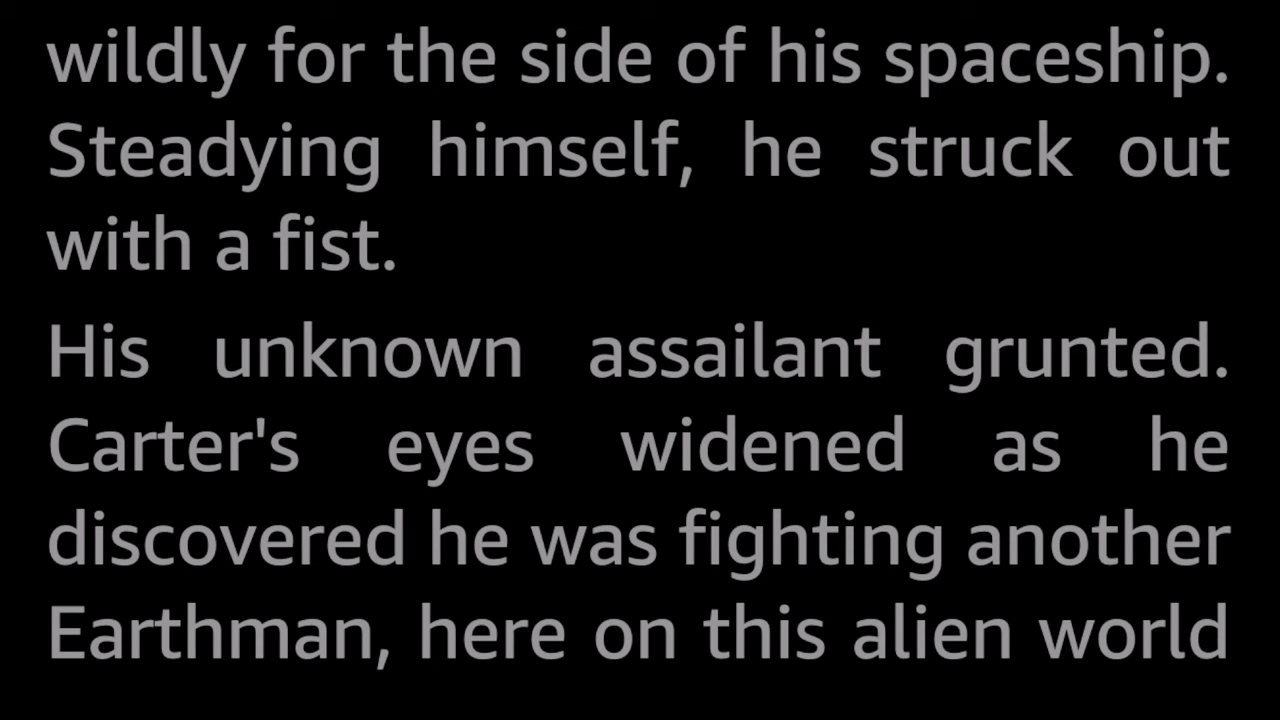 wildly for the side of his spaceship.
Steadying himself, he struck out
with a fist.
His unknown assailant grunted.
Carter's eyes widened as he
discovered he was fighting another
Earthman, here on this alien world